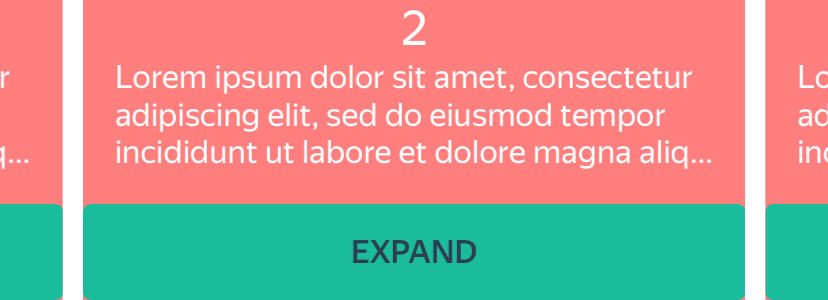 2
Lorem ipsum dolor sit amet, consectetur
adipiscing elit, sed do eiusmod tempor
incididunt ut labore et dolore magna aliq...
EXPAND